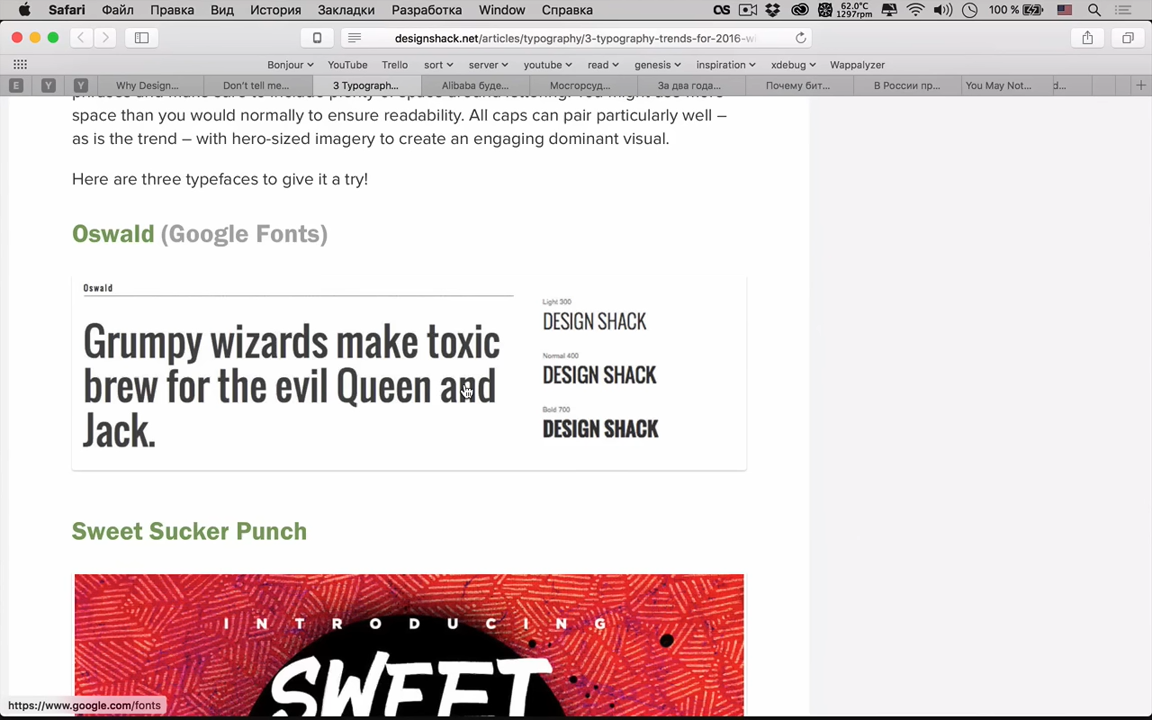 Safari Файл Правка Вид История Закладки Разработка Window Справка 62.0°C 1297rpm 100 %
designshack.net/articles/typography/3-typography-trends-for-2016-w
Bonjour YouTube Trello sort server youtube read genesis inspiration xdebug Wappalyzer
E Y Y Why Design... Don't tell me... 3 Typograph... Alibaba буде... Мосгорсуд... За два года... Почему бит... В России пр... You May Not... d...
space than you would normally to ensure readability. All caps can pair particularly well –
as is the trend – with hero-sized imagery to create an engaging dominant visual.
Here are three typefaces to give it a try!
Oswald (Google Fonts)
Oswald
Grumpy wizards make toxic
brew for the evil Queen and
Jack.
Light 300
DESIGN SHACK
Normal 400
DESIGN SHACK
Bold 700
DESIGN SHACK
Sweet Sucker Punch
INTRODUCING
SWEET
https://www.google.com/fonts